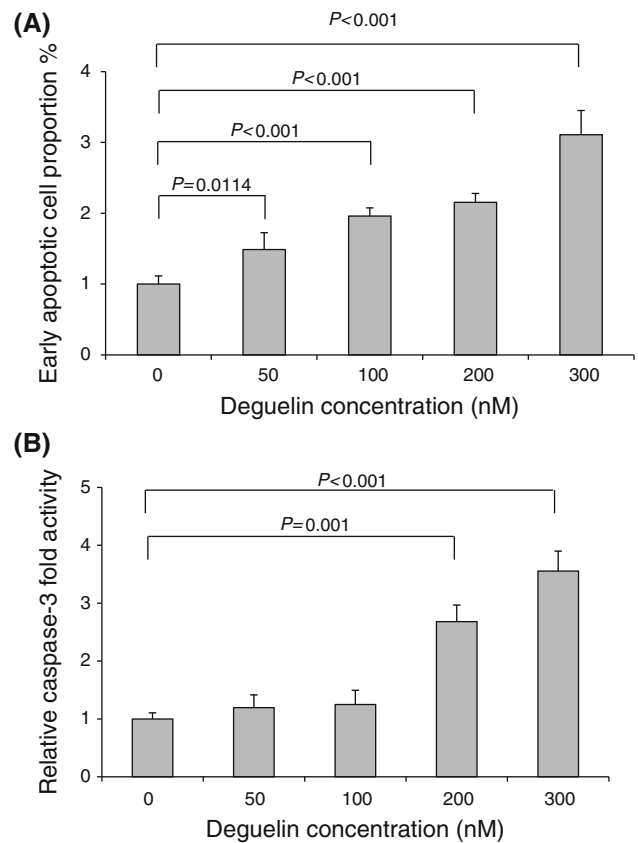 (A)
P<0.001
P<0.001
P<0.001
P=0.0114
Early apoptotic cell proportion %
4
3
2
1
0
0 50 100 200 300
Deguelin concentration (nM)
(B)
P<0.001
P=0.001
Relative caspase-3 fold activity
5
4
3
2
1
0
0 50 100 200 300
Deguelin concentration (nM)